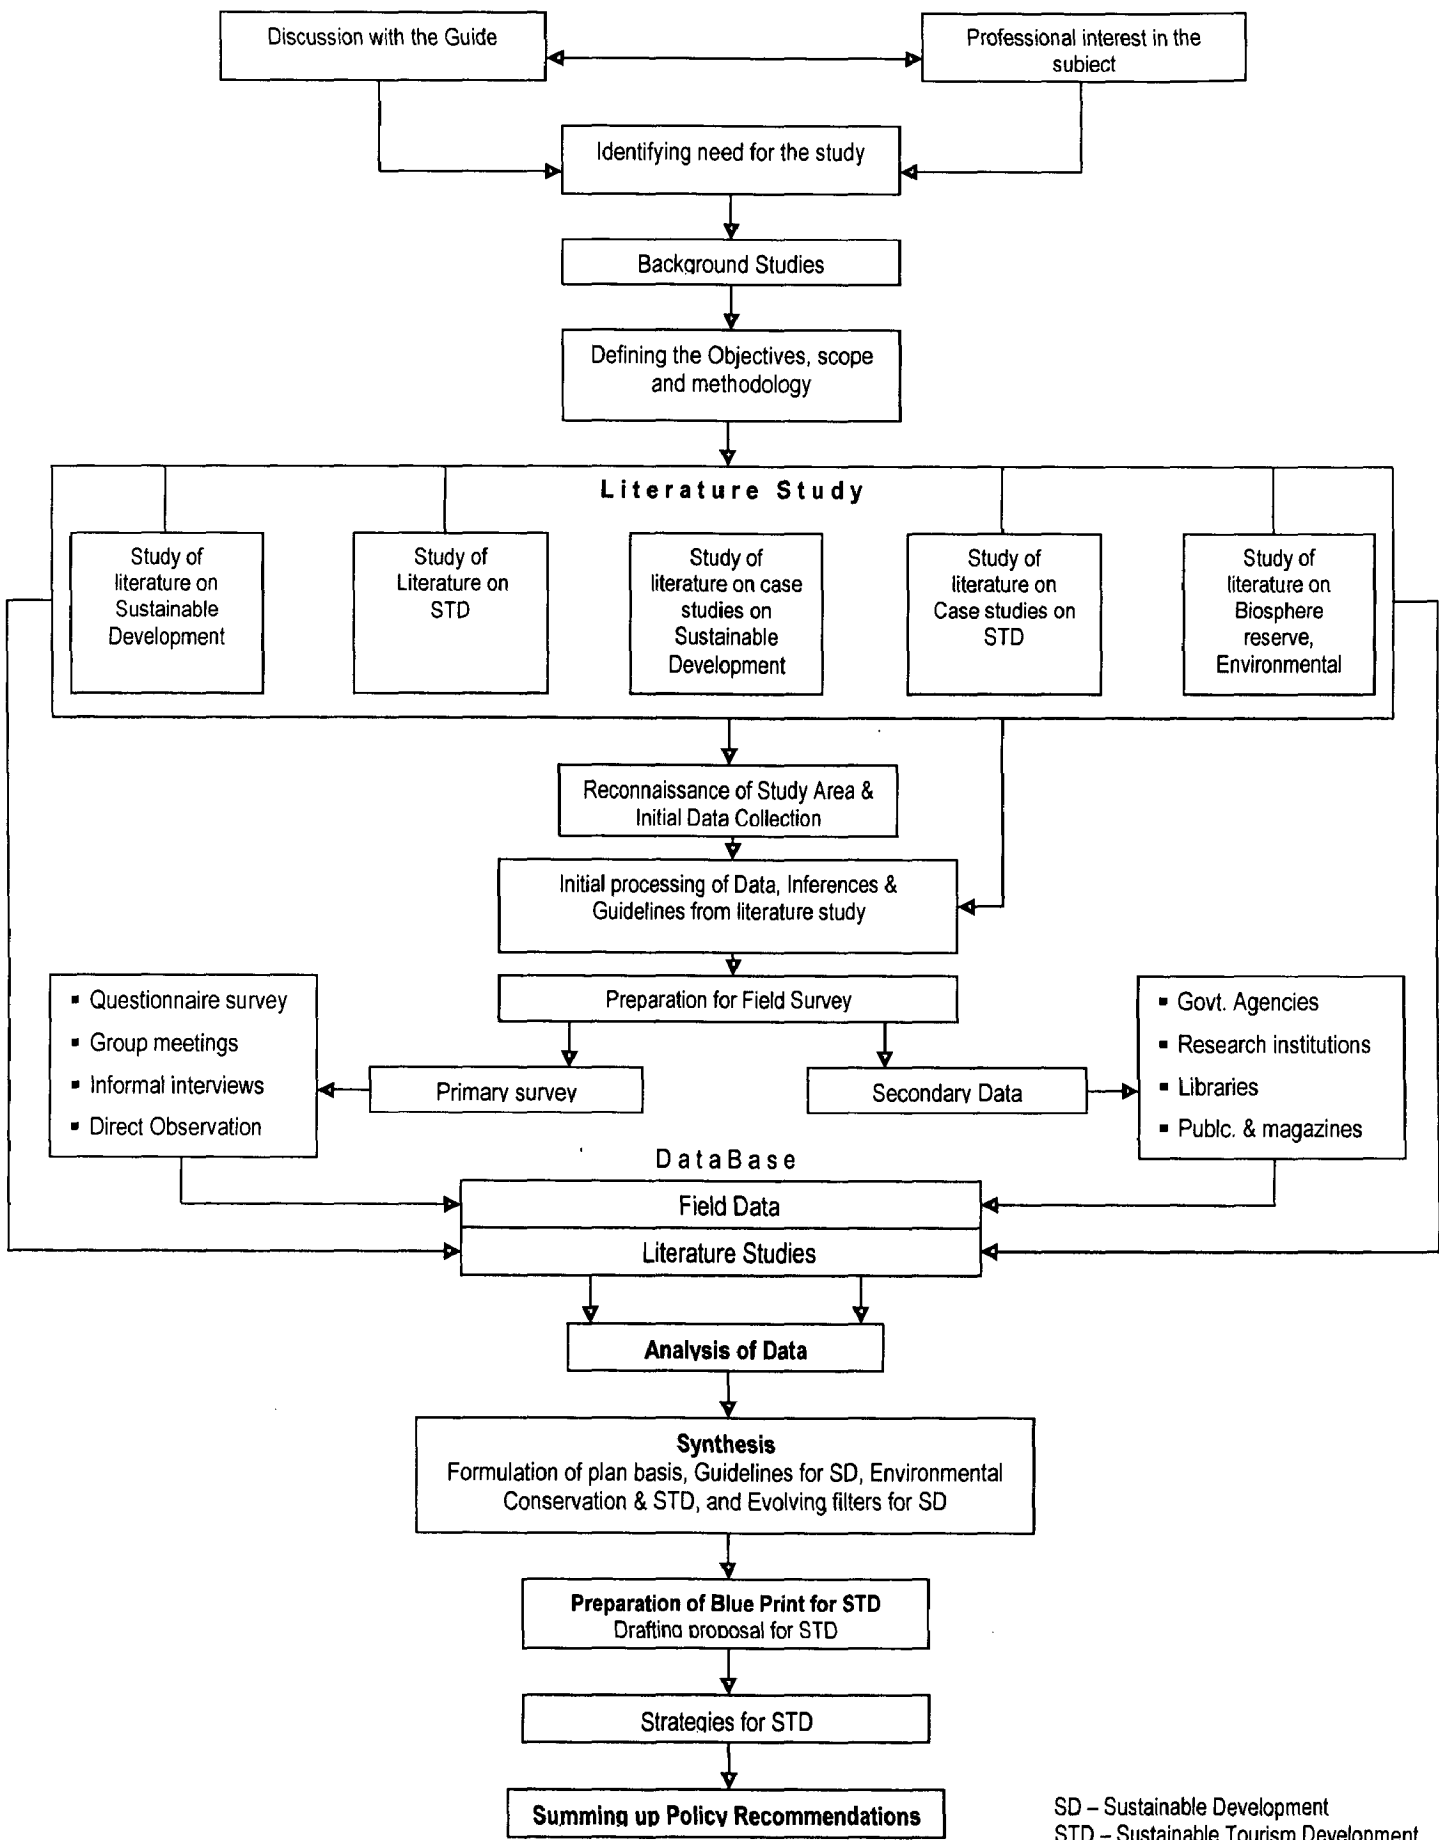 Discussion with the Guide
Professional interest in the
subject
Identifying need for the study
Background Studies
Defining the Objectives, scope
and methodology
Literature Study
Study of
literature on
Sustainable
Development
Study of
Literature on
STD
Study of
literature on case
studies on
Sustainable
Development
Study of
literature on
Case studies on
STD
Study of
literature on
Biosphere
reserve,
Environmental
Reconnaissance of Study Area &
Initial Data Collection
Initial processing of Data, Inferences &
Guidelines from literature study
Preparation for Field Survey
▪ Questionnaire survey
▪ Group meetings
▪ Informal interviews
▪ Direct Observation
Primary survey
Secondary Data
▪ Govt. Agencies
▪ Research institutions
▪ Libraries
▪ Publc. & magazines
DataBase
Field Data
Literature Studies
Analysis of Data
Synthesis
Formulation of plan basis, Guidelines for SD, Environmental
Conservation & STD, and Evolving filters for SD
Preparation of Blue Print for STD
Drafting proposal for STD
Strategies for STD
Summing up Policy Recommendations
SD – Sustainable Development
STD – Sustainable Tourism Development